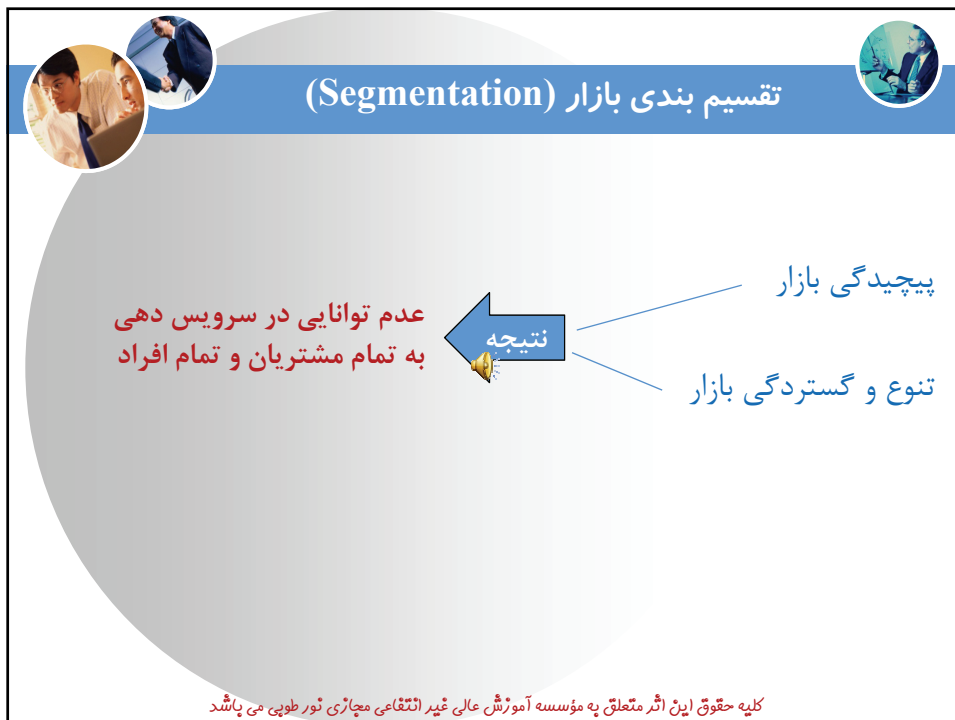 تقسیم بندی بازار (Segmentation)
پیچیدگی بازار
تنوع و گستردگی بازار
نتیجه
عدم توانایی در سرویس دهی
به تمام مشتریان و تمام افراد
کلیه حقوق این اثر متعلق به مؤسسه آموزش عالی غیر انتقاعی مجازی نور طوبی می باشد